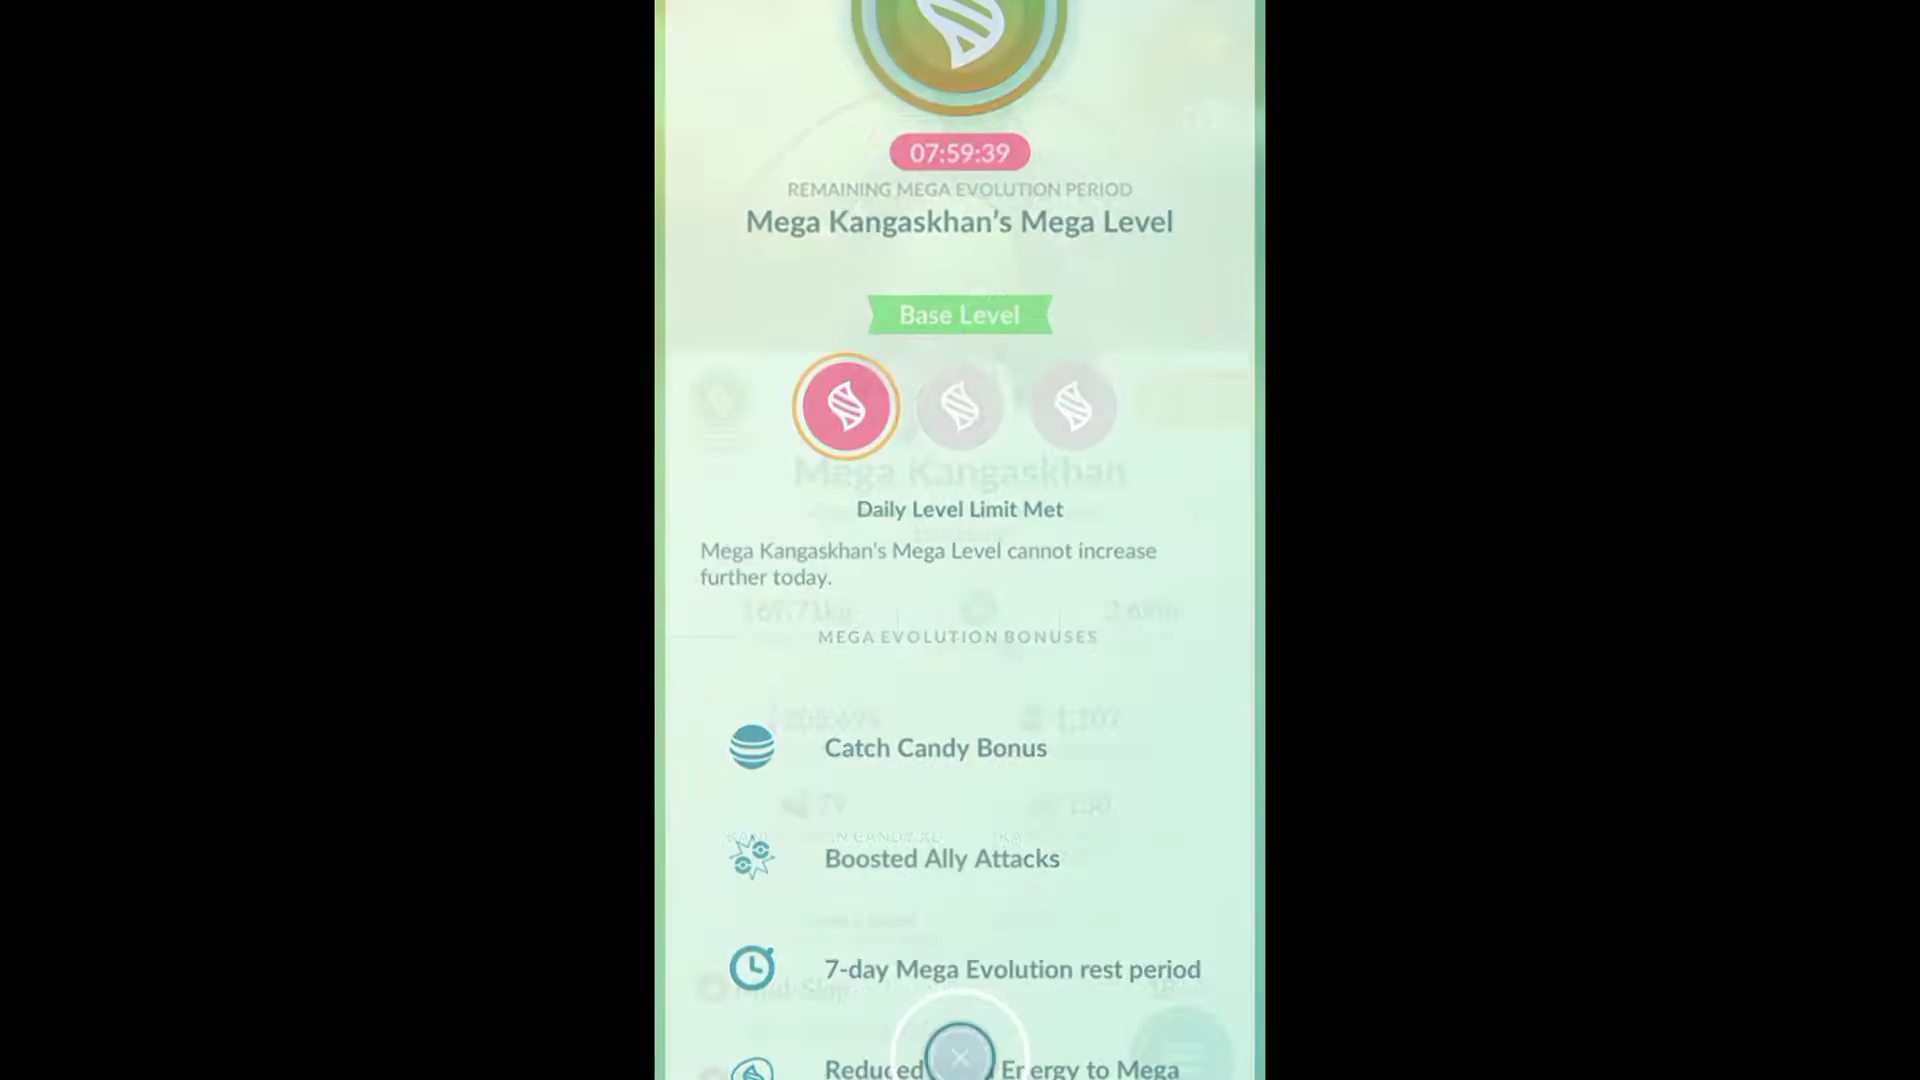 07:59:39
REMAINING MEGA EVOLUTION PERIOD
Mega Kangaskhan's Mega Level
Base Level
Mega Kangaskhan
Daily Level Limit Met
Mega Kangaskhan's Mega Level cannot increase
further today.
MEGA EVOLUTION BONUSES
Catch Candy Bonus
Boosted Ally Attacks
7-day Mega Evolution rest period
Reduced Energy to Mega